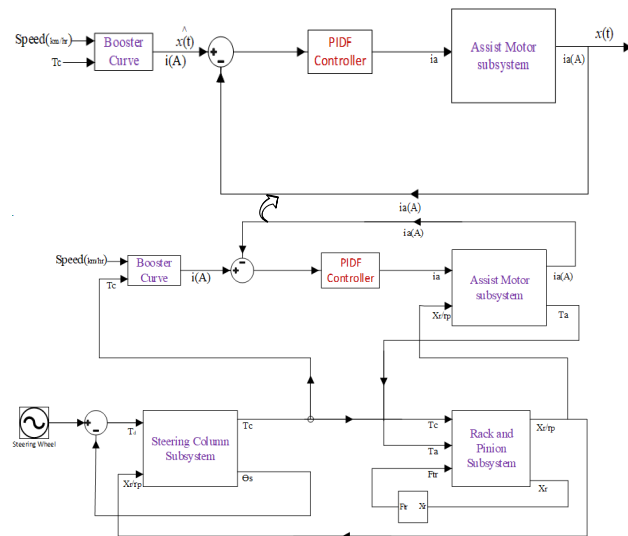 Speed(km/hr)
Tc
Booster
Curve
^
x(t)
i(A)
+
-
PIDF
Controller
ia
Assist Motor
subsystem
ia(A)
x(t)
ia(A)
ia(A)
Speed(km/hr)
Tc
Booster
Curve
i(A)
+
-
PIDF
Controller
ia
Xr/rp
Assist Motor
subsystem
ia(A)
Ta
Steering Wheel
+
-
Xr/rp
Steering Column
Subsystem
Tc
Θs
Tc
Ta
Ftr
Rack and
Pinion
Subsystem
Xr/rp
Xr
Ftr
Xr